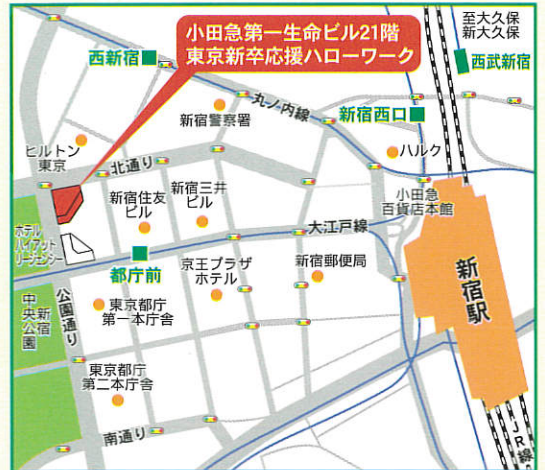 小田急第一生命ビル21階
東京新卒応援ハローワーク
至大久保
新大久保
西新宿
西武新宿
丸ノ内線
新宿西口
新宿警察署
ヒルトン
東京
ハルク
北通り
新宿住友
ビル
新宿三井
ビル
小田急
百貨店本館
ホテル
ハイアット
リージェンシー
大江戸線
都庁前
京王プラザ
ホテル
新宿郵便局
新宿駅
新宿
中央公園
公園通り
東京都庁
第一本庁舎
東京都庁
第二本庁舎
南通り
JR線